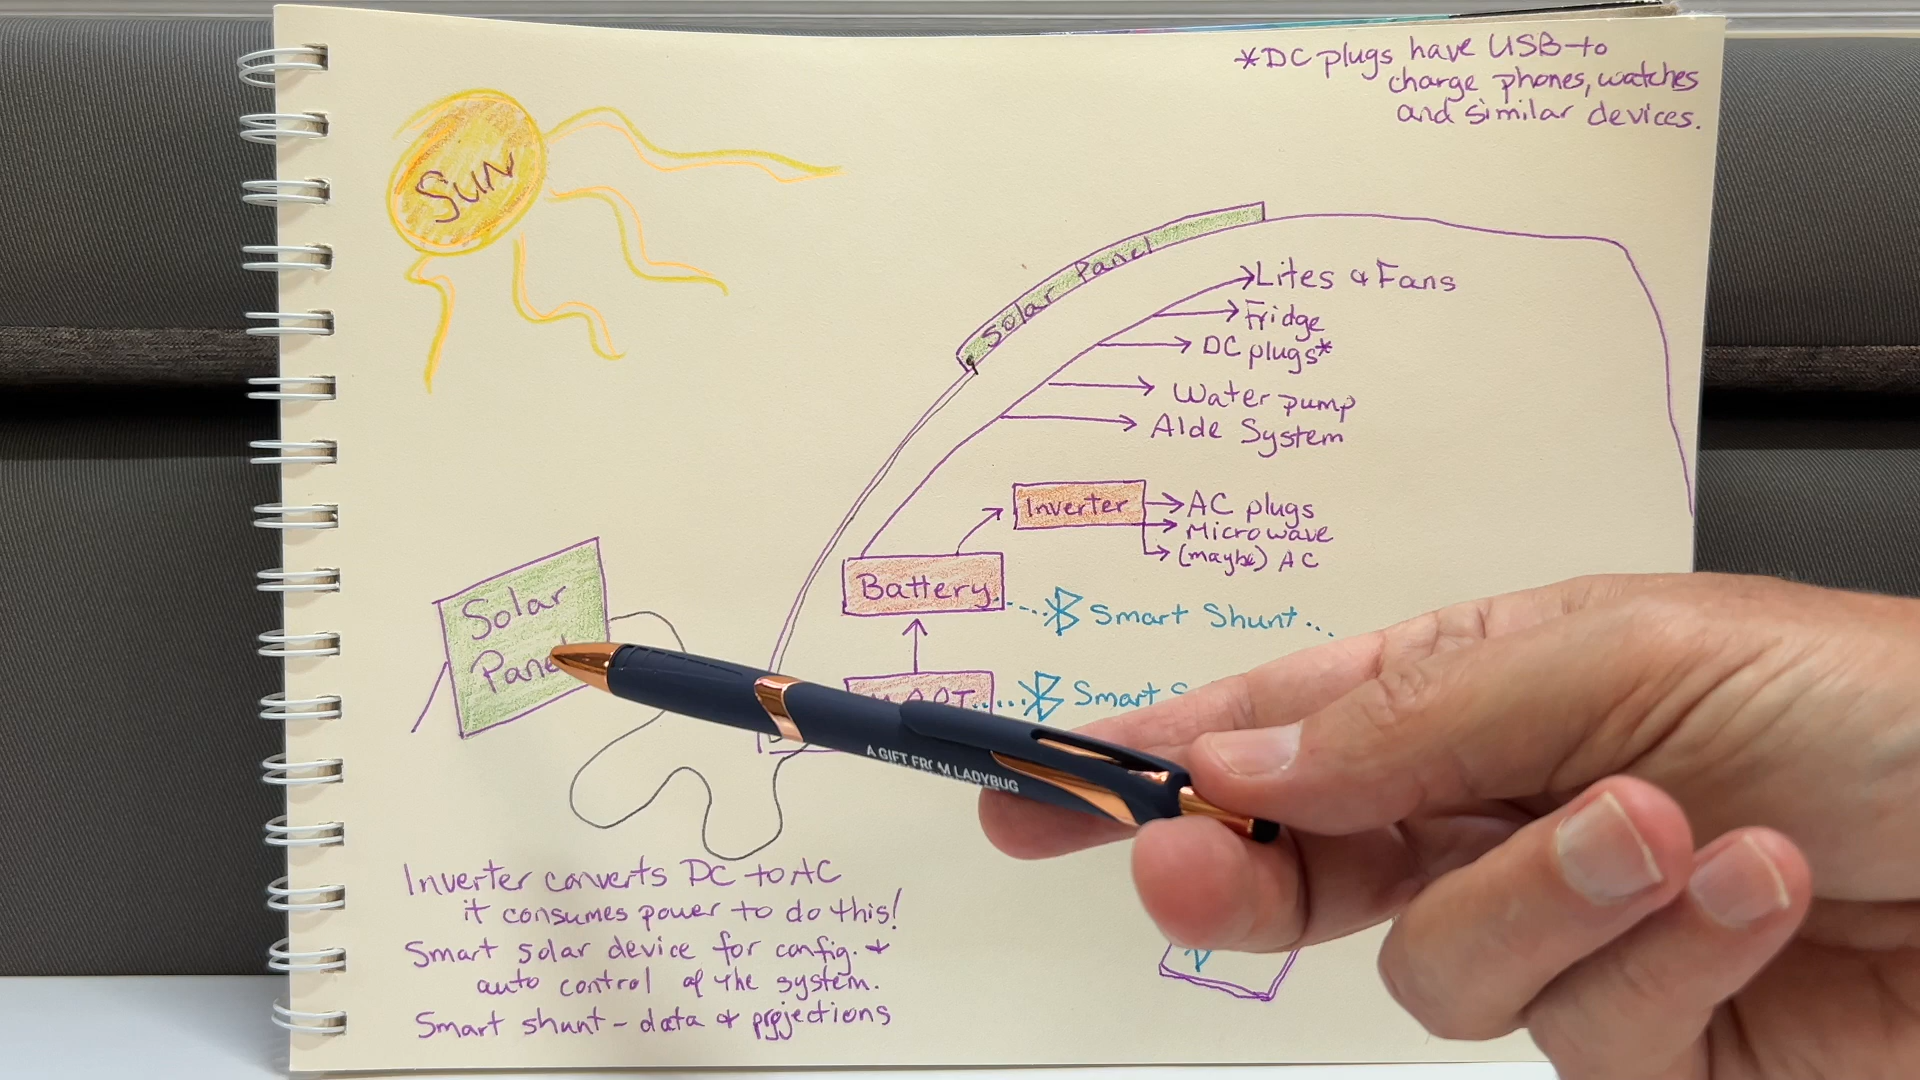 *DC plugs have USB to
charge phones, watches
and similar devices.
Sun
Solar Panel
Lites & Fans
Fridge
DC plugs*
Water pump
Alde System
Inverter
AC plugs
Microwave
(maybe) AC
Battery
Smart Shunt...
Solar
Panel
SMART
Smart S
A GIFT FROM LADYBUG
Inverter converts DC to AC
it consumes power to do this!
Smart solar device for config. &
auto control of the system.
Smart shunt - data & projections